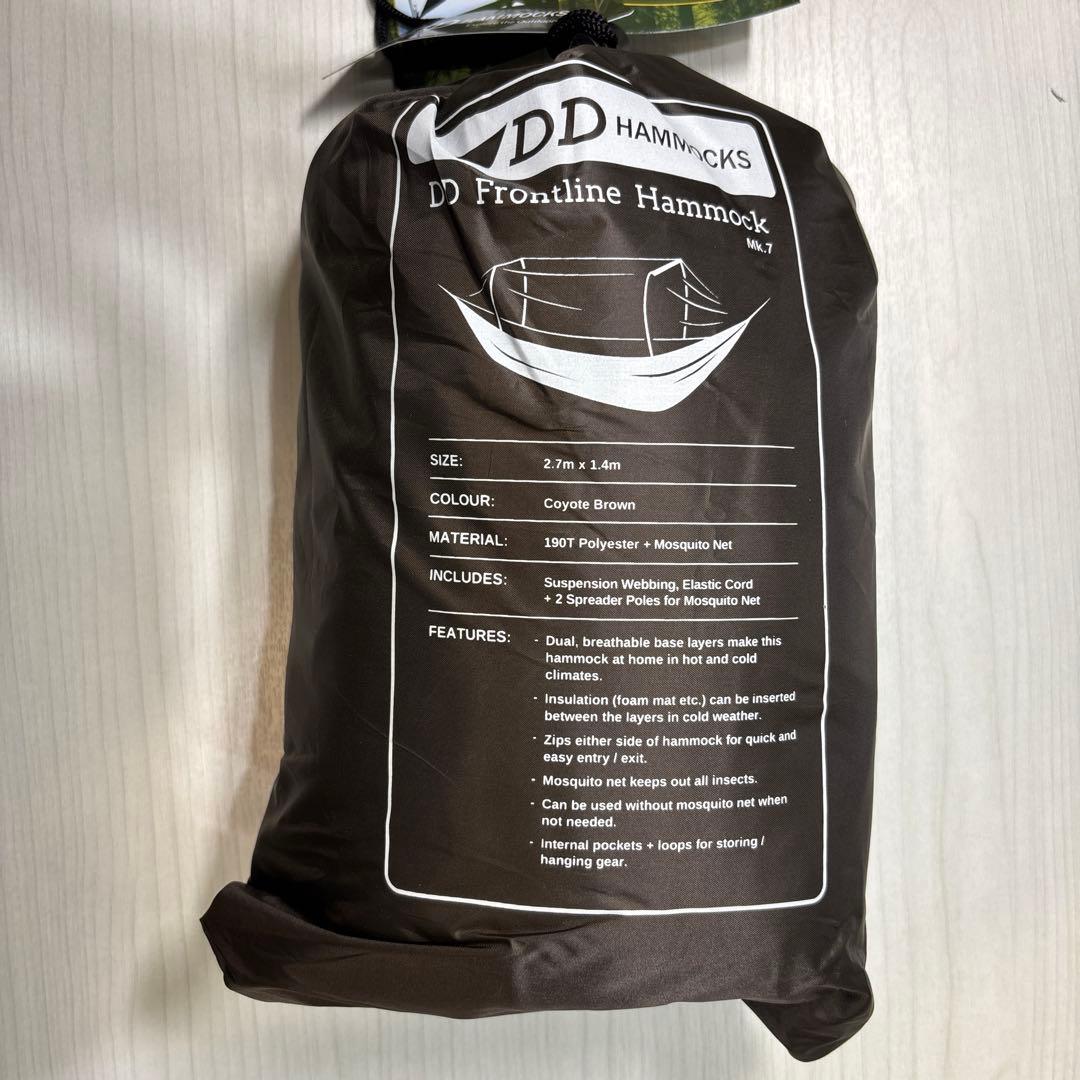 HAMMOCKS
DD HAMMOCKS
DD Frontline Hammock
Mk.7
SIZE: 2.7m x 1.4m
COLOUR: Coyote Brown
MATERIAL: 190T Polyester + Mosquito Net
INCLUDES: Suspension Webbing, Elastic Cord
+ 2 Spreader Poles for Mosquito Net
FEATURES: - Dual, breathable base layers make this
hammock at home in hot and cold
climates.
- Insulation (foam mat etc.) can be inserted
between the layers in cold weather.
- Zips either side of hammock for quick and
easy entry / exit.
- Mosquito net keeps out all insects.
- Can be used without mosquito net when
not needed.
- Internal pockets + loops for storing /
hanging gear.